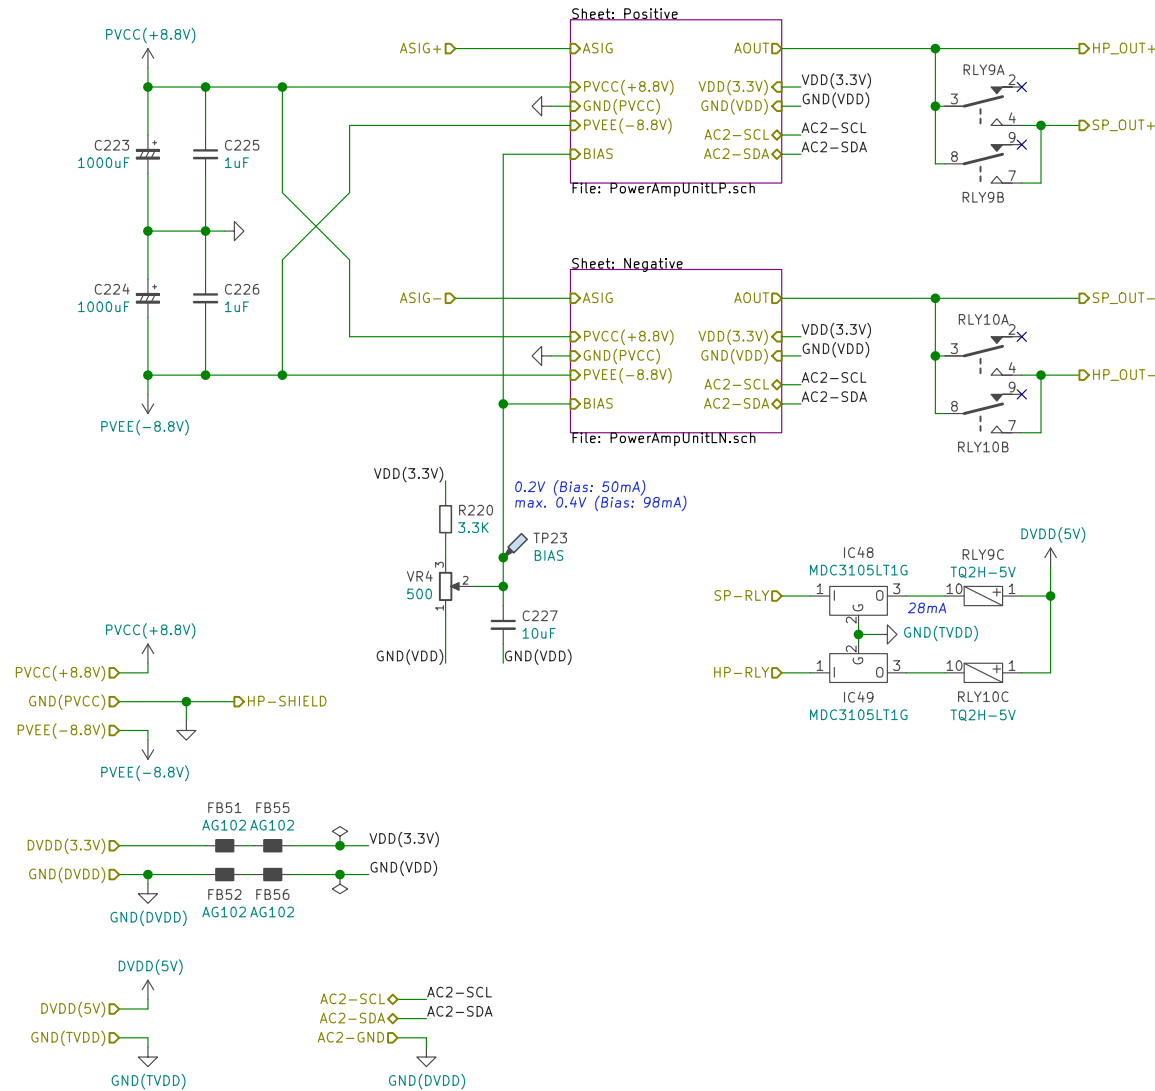 Sheet: Positive
PVCC(+8.8V)
ASIG+
ASIG
AOUT
HP_OUT+
PVCC(+8.8V)
VDD(3.3V)
VDD(3.3V)
GND(PVCC)
GND(VDD)
GND(VDD)
PVEE(-8.8V)
AC2-SCL
AC2-SCL
BIAS
AC2-SDA
AC2-SDA
File: PowerAmpUnitLP.sch
RLY9A
2
3
4
SP_OUT+
9
8
7
RLY9B
C223
1000uF
+
C225
1uF
C224
1000uF
+
C226
1uF
PVEE(-8.8V)
Sheet: Negative
ASIG-
ASIG
AOUT
SP_OUT-
PVCC(+8.8V)
VDD(3.3V)
VDD(3.3V)
GND(PVCC)
GND(VDD)
GND(VDD)
PVEE(-8.8V)
AC2-SCL
AC2-SCL
BIAS
AC2-SDA
AC2-SDA
File: PowerAmpUnitLN.sch
RLY10A
2
3
4
HP_OUT-
9
8
7
RLY10B
VDD(3.3V)
0.2V (Bias: 50mA)
max. 0.4V (Bias: 98mA)
R220
3.3K
TP23
BIAS
VR4
500
3
2
1
C227
10uF
GND(VDD)
GND(VDD)
DVDD(5V)
IC48
MDC3105LT1G
RLY9C
TQ2H-5V
SP-RLY
1
I
O
3
10
+
1
G
2
28mA
GND(TVDD)
2
G
HP-RLY
1
I
O
3
10
+
1
IC49
MDC3105LT1G
RLY10C
TQ2H-5V
PVCC(+8.8V)
PVCC(+8.8V)
GND(PVCC)
HP-SHIELD
PVEE(-8.8V)
PVEE(-8.8V)
FB51
AG102
FB55
AG102
DVDD(3.3V)
VDD(3.3V)
GND(DVDD)
GND(VDD)
FB52
AG102
FB56
AG102
GND(DVDD)
DVDD(5V)
DVDD(5V)
GND(TVDD)
GND(TVDD)
AC2-SCL
AC2-SCL
AC2-SDA
AC2-SDA
AC2-GND
GND(DVDD)